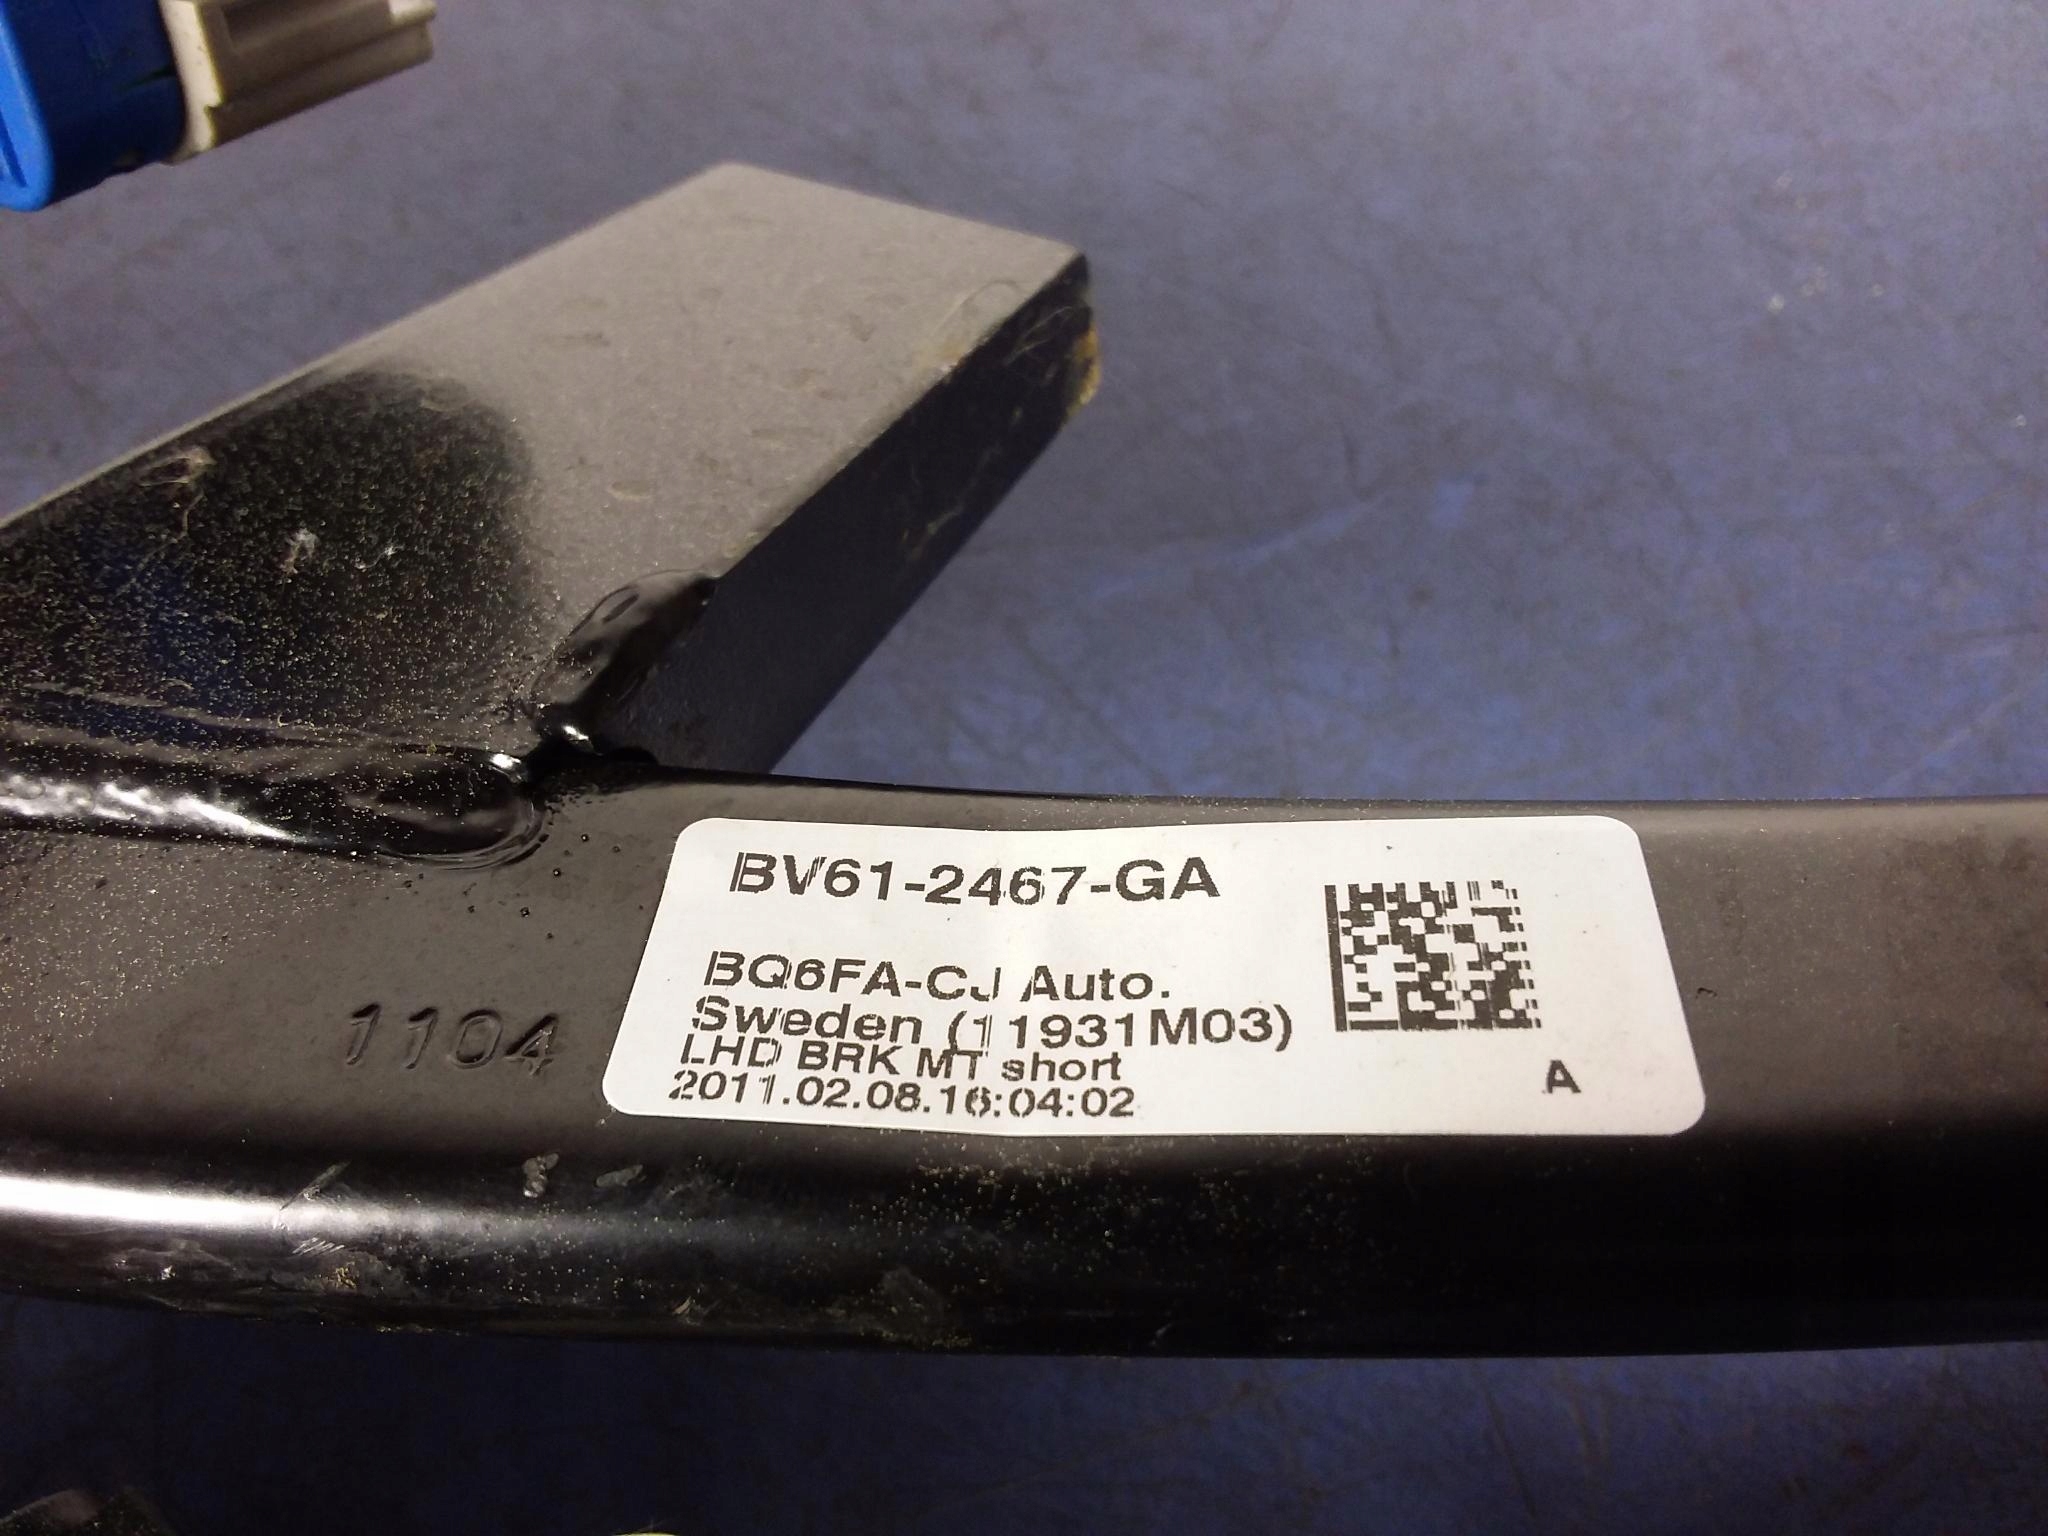 BV61-2467-GA
BQ6FA-CJ Auto.
Sweden (11931M03)
LHD BRK MT short
2011.02.08.16:04:02
A
1104